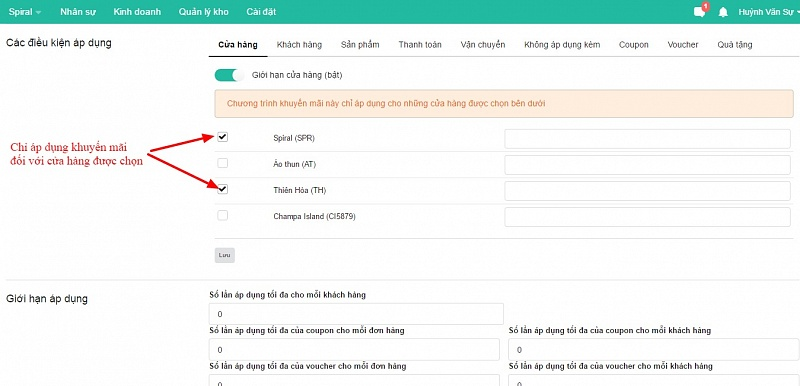 Spiral Nhân sự Kinh doanh Quản lý kho Cài đặt 1 Huỳnh Văn Sự
Các điều kiện áp dụng
Cửa hàng Khách hàng Sản phẩm Thanh toán Vận chuyển Không áp dụng kèm Coupon Voucher Quà tặng
Giới hạn cửa hàng (bật)
Chương trình khuyến mãi này chỉ áp dụng cho những cửa hàng được chọn bên dưới
Chỉ áp dụng khuyến mãi
đối với cửa hàng được chọn
Spiral (SPR)
Áo thun (AT)
Thiên Hòa (TH)
Champa Island (CI5879)
Lưu
Giới hạn áp dụng
Số lần áp dụng tối đa cho mỗi khách hàng
0
Số lần áp dụng tối đa của coupon cho mỗi đơn hàng Số lần áp dụng tối đa của coupon cho mỗi khách hàng
0 0
Số lần áp dụng tối đa của voucher cho mỗi đơn hàng Số lần áp dụng tối đa của voucher cho mỗi khách hàng
0 0